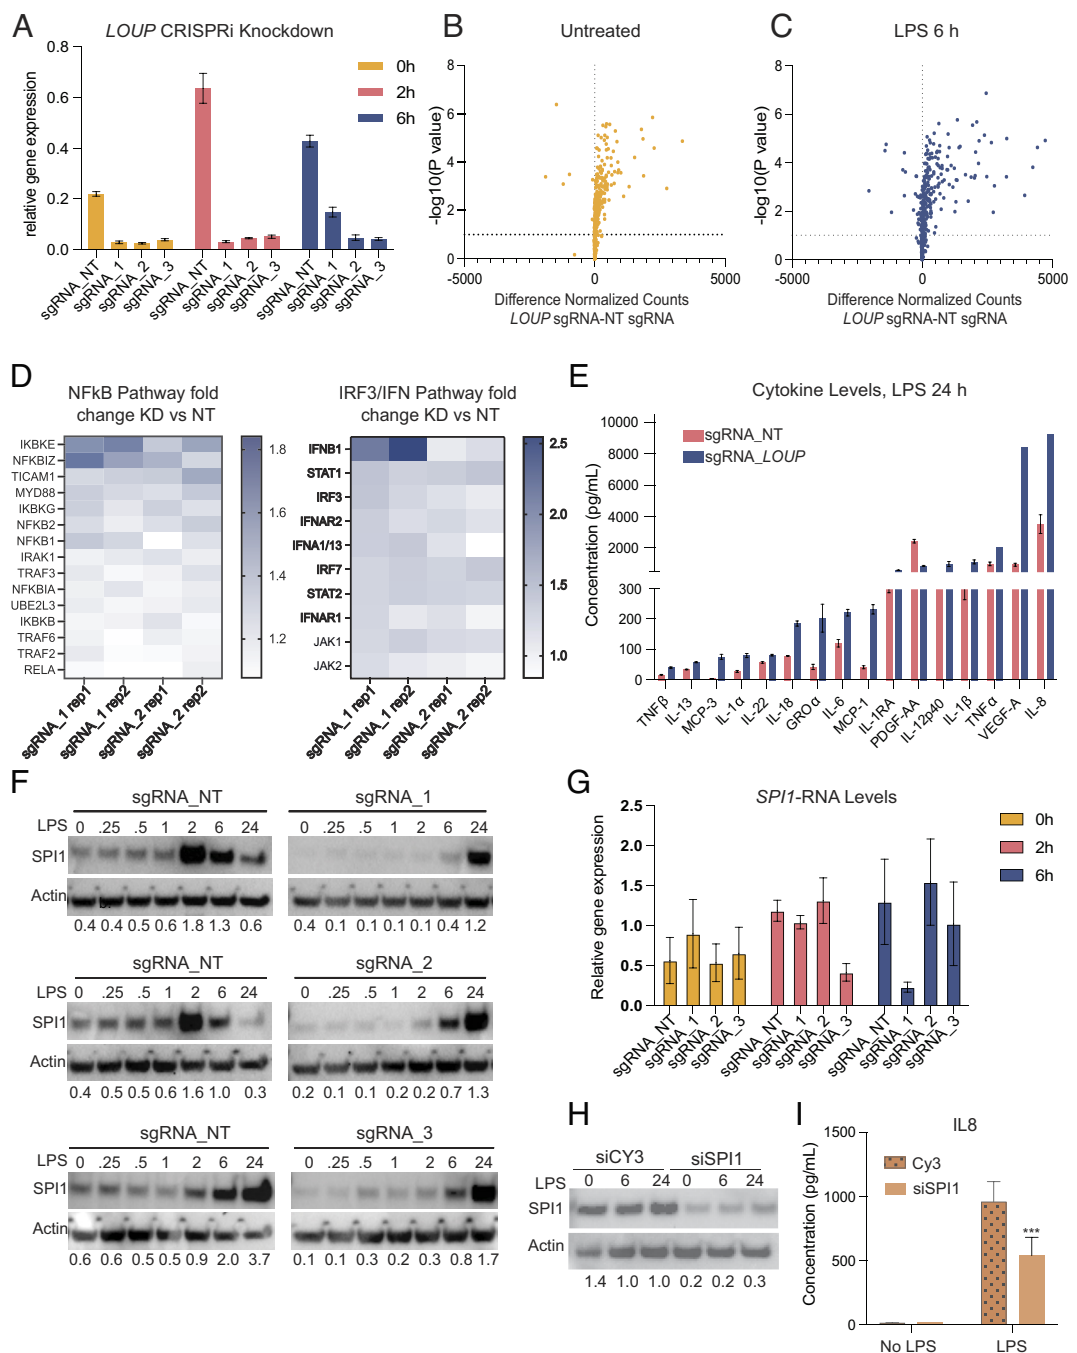 A
LOUP CRISPRi Knockdown
relative gene expression
0.8
0.6
0.4
0.2
0.0
0h
2h
6h
sgRNA_NT
sgRNA_1
sgRNA_2
sgRNA_3
sgRNA_NT
sgRNA_1
sgRNA_2
sgRNA_3
sgRNA_NT
sgRNA_1
sgRNA_2
sgRNA_3
B
Untreated
-log10(P value)
8
6
4
2
0
-5000 0 5000
Difference Normalized Counts
LOUP sgRNA-NT sgRNA
C
LPS 6 h
-log10(P value)
8
6
4
2
0
-5000 0 5000
Difference Normalized Counts
LOUP sgRNA-NT sgRNA
D
NFkB Pathway fold
change KD vs NT
IKBKE
NFKBIZ
TICAM1
MYD88
IKBKG
NFKB2
NFKB1
IRAK1
TRAF3
NFKBIA
UBE2L3
IKBKB
TRAF6
TRAF2
RELA
1.8
1.6
1.4
1.2
sgRNA_1 rep1
sgRNA_1 rep2
sgRNA_2 rep1
sgRNA_2 rep2
IRF3/IFN Pathway fold
change KD vs NT
IFNB1
STAT1
IRF3
IFNAR2
IFNA1/13
IRF7
STAT2
IFNAR1
JAK1
JAK2
2.5
2.0
1.5
1.0
sgRNA_1 rep1
sgRNA_1 rep2
sgRNA_2 rep1
sgRNA_2 rep2
E
Cytokine Levels, LPS 24 h
Concentration (pg/mL)
10000
8000
6000
4000
2000
300
200
100
0
sgRNA_NT
sgRNA_LOUP
TNFβ
IL-13
MCP-3
IL-1α
IL-22
IL-18
GROα
IL-6
MCP-1
IL-1RA
PDGF-AA
IL-12p40
IL-1β
TNFα
VEGF-A
IL-8
F
sgRNA_NT sgRNA_1
LPS 0 .25 .5 1 2 6 24 0 .25 .5 1 2 6 24
SPI1
Actin
0.4 0.4 0.5 0.6 1.8 1.3 0.6 0.4 0.1 0.1 0.1 0.1 0.4 1.2
sgRNA_NT sgRNA_2
LPS 0 .25 .5 1 2 6 24 0 .25 .5 1 2 6 24
SPI1
Actin
0.4 0.5 0.5 0.6 1.6 1.0 0.3 0.2 0.1 0.1 0.2 0.2 0.7 1.3
sgRNA_NT sgRNA_3
LPS 0 .25 .5 1 2 6 24 0 .25 .5 1 2 6 24
SPI1
Actin
0.6 0.6 0.5 0.5 0.9 2.0 3.7 0.1 0.1 0.3 0.2 0.3 0.8 1.7
G
SPI1-RNA Levels
Relative gene expression
2.5
2.0
1.5
1.0
0.5
0.0
0h
2h
6h
sgRNA_NT
sgRNA_1
sgRNA_2
sgRNA_3
sgRNA_NT
sgRNA_1
sgRNA_2
sgRNA_3
sgRNA_NT
sgRNA_1
sgRNA_2
sgRNA_3
H
siCY3 siSPI1
LPS 0 6 24 0 6 24
SPI1
Actin
1.4 1.0 1.0 0.2 0.2 0.3
I
IL8
Concentration (pg/mL)
1500
1000
500
0
Cy3
siSPI1
***
No LPS LPS